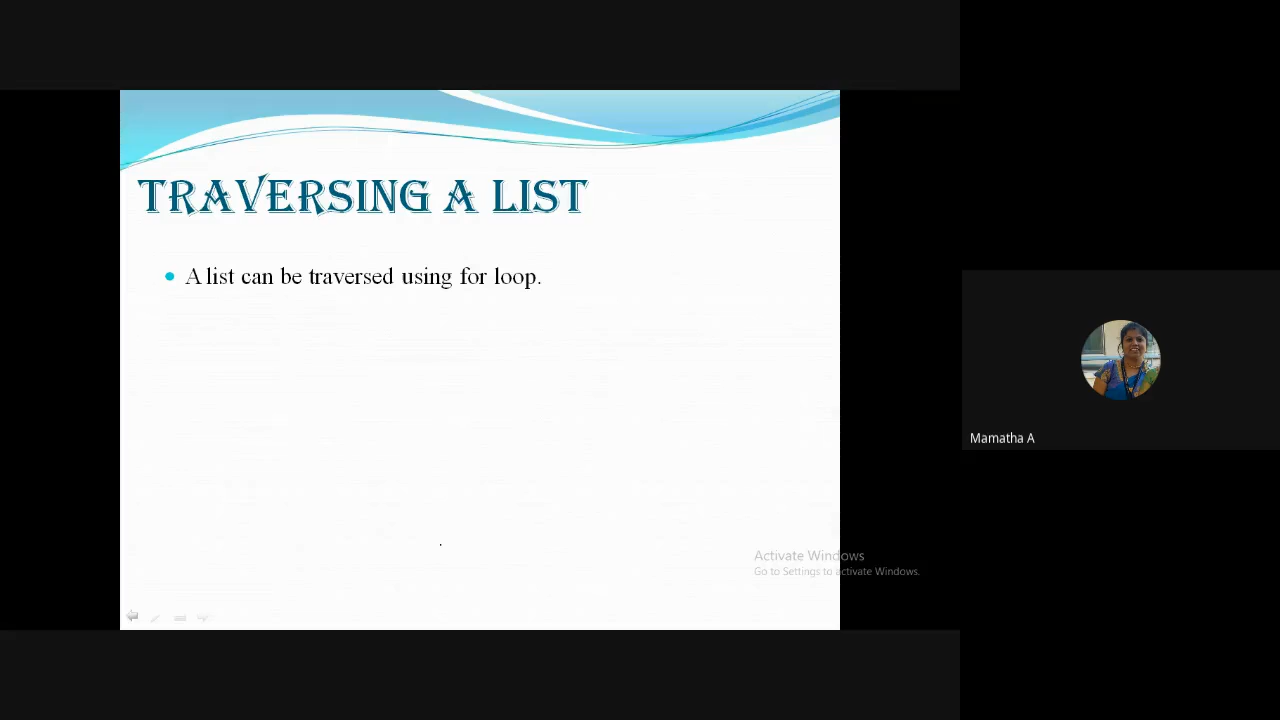 TRAVERSING A LIST
A list can be traversed using for loop.
Activate Windows
Go to Settings to activate Windows.
Mamatha A